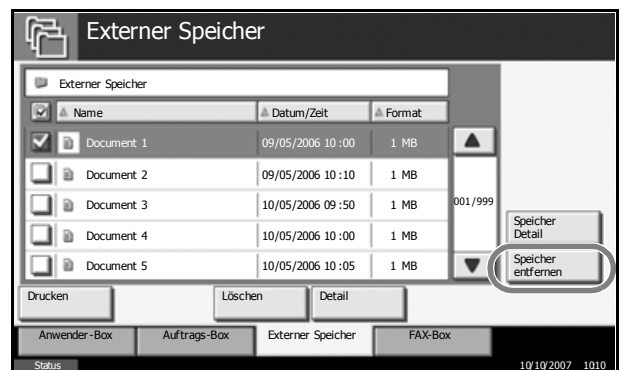 Externer Speicher
Externer Speicher
Name Datum/Zeit Format
Document 1 09/05/2006 10:00 1 MB
Document 2 09/05/2006 10:10 1 MB
Document 3 10/05/2006 09:50 1 MB
001/999
Document 4 10/05/2006 10:00 1 MB
Document 5 10/05/2006 10:05 1 MB
Speicher
Detail
Speicher
entfernen
Drucken Löschen Detail
Anwender-Box Auftrags-Box Externer Speicher FAX-Box
Status 10/10/2007 1010